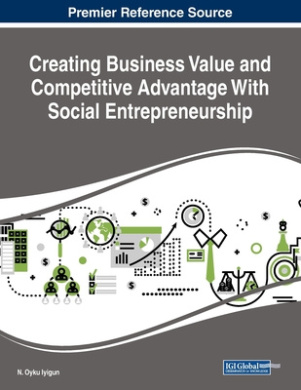 Premier Reference Source
Creating Business Value and
Competitive Advantage With
Social Entrepreneurship
N. Oyku Iyigun
IGI Global